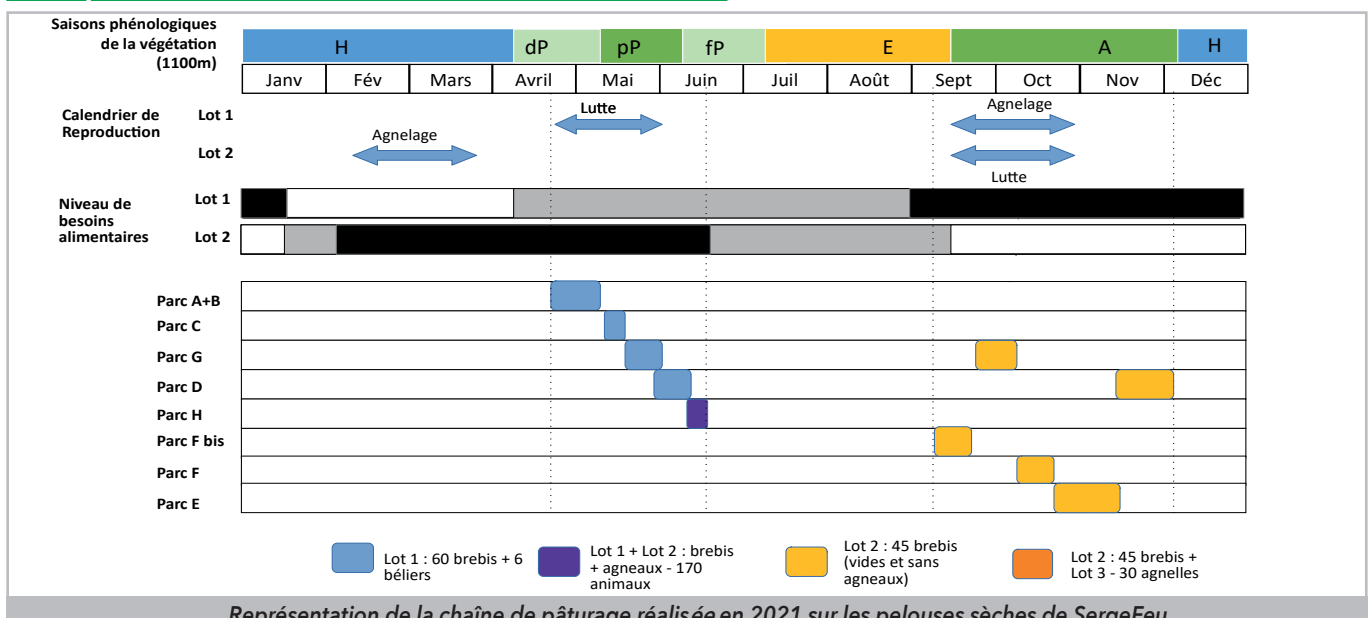 Saisons phénologiques
de la végétation
(1100m)
H dP pP fP E A H
Janv Fév Mars Avril Mai Juin Juil Août Sept Oct Nov Déc
Calendrier de
Reproduction
Lot 1
Lutte
Agnelage
Agnelage
Lot 2
Lutte
Niveau de
besoins
alimentaires
Lot 1
Lot 2
Parc A+B
Parc C
Parc G
Parc D
Parc H
Parc F bis
Parc F
Parc E
Lot 1 : 60 brebis + 6
béliers
Lot 1 + Lot 2 : brebis
+ agneaux - 170
animaux
Lot 2 : 45 brebis
(vides et sans
agneaux)
Lot 2 : 45 brebis +
Lot 3 - 30 agnelles
Représentation de la chaîne de pâturage réalisée en 2021 sur les pelouses sèches de SergeFeu